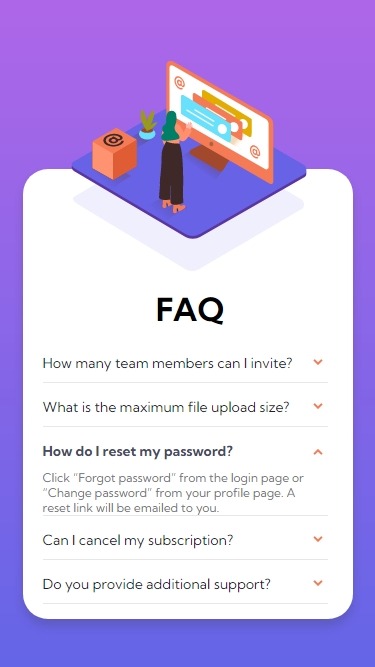 @
@
@
FAQ
How many team members can I invite?
What is the maximum file upload size?
How do I reset my password?
Click “Forgot password” from the login page or
“Change password” from your profile page. A
reset link will be emailed to you.
Can I cancel my subscription?
Do you provide additional support?